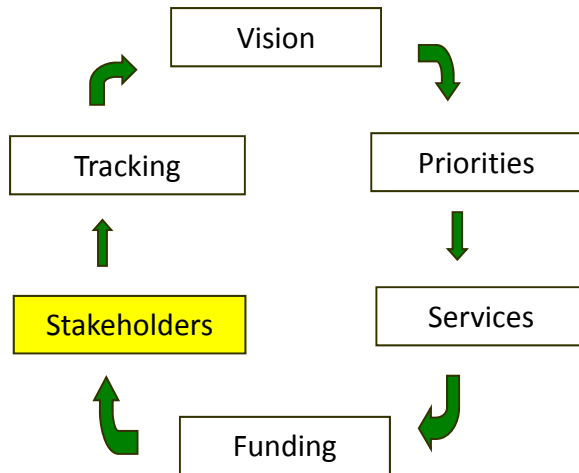 Vision
Tracking
Priorities
Stakeholders
Services
Funding